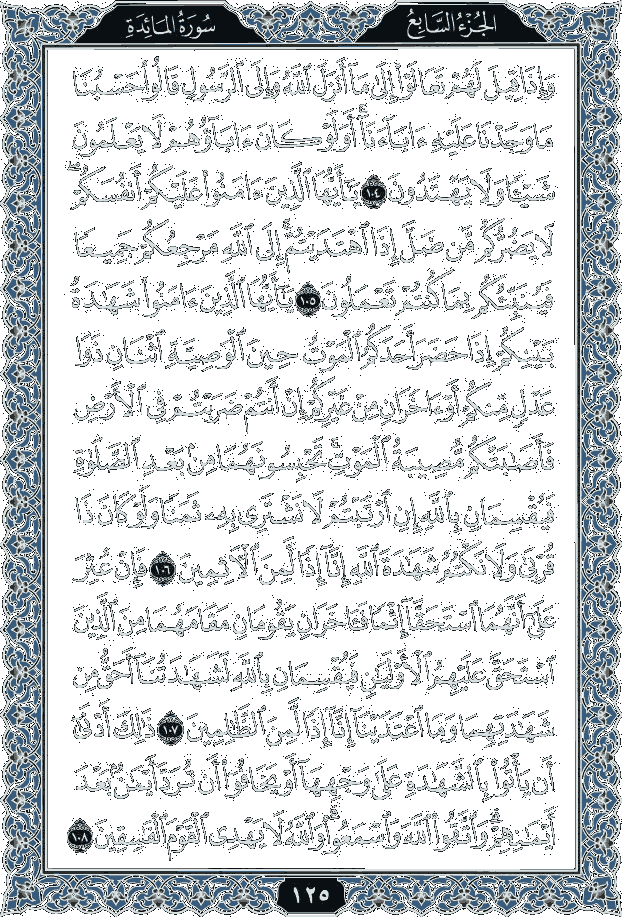 الجُزْءُ السَّابِعُ
سُورَةُ المَائِدَةِ
وَإِذَا قِيلَ لَهُمْ تَعَالَوْا۟ إِلَىٰ مَآ أَنزَلَ ٱللَّهُ وَإِلَى ٱلرَّسُولِ قَالُوا۟ حَسْبُنَا
مَا وَجَدْنَا عَلَيْهِ ءَابَآءَنَآ ۚ أَوَلَوْ كَانَ ءَابَآؤُهُمْ لَا يَعْلَمُونَ
شَيْـًٔا وَلَا يَهْتَدُونَ ١٠٤ يَـٰٓأَيُّهَا ٱلَّذِينَ ءَامَنُوا۟ عَلَيْكُمْ أَنفُسَكُمْ ۖ
لَا يَضُرُّكُم مَّن ضَلَّ إِذَا ٱهْتَدَيْتُمْ ۚ إِلَى ٱللَّهِ مَرْجِعُكُمْ جَمِيعًا
فَيُنَبِّئُكُم بِمَا كُنتُمْ تَعْمَلُونَ ١٠٥ يَـٰٓأَيُّهَا ٱلَّذِينَ ءَامَنُوا۟ شَهَـٰدَةُ
بَيْنِكُمْ إِذَا حَضَرَ أَحَدَكُمُ ٱلْمَوْتُ حِينَ ٱلْوَصِيَّةِ ٱثْنَانِ ذَوَا
عَدْلٍ مِّنكُمْ أَوْ ءَاخَرَانِ مِنْ غَيْرِكُمْ إِنْ أَنتُمْ ضَرَبْتُمْ فِى ٱلْأَرْضِ
فَأَصَـٰبَتْكُم مُّصِيبَةُ ٱلْمَوْتِ ۚ تَحْبِسُونَهُمَا مِنۢ بَعْدِ ٱلصَّلَوٰةِ
فَيُقْسِمَانِ بِٱللَّهِ إِنِ ٱرْتَبْتُمْ لَا نَشْتَرِى بِهِۦ ثَمَنًا وَلَوْ كَانَ ذَا
قُرْبَىٰ ۙ وَلَا نَكْتُمُ شَهَـٰدَةَ ٱللَّهِ إِنَّآ إِذًا لَّمِنَ ٱلْـَٔاثِمِينَ ١٠٦ فَإِنْ عُثِرَ
عَلَىٰٓ أَنَّهُمَا ٱسْتَحَقَّآ إِثْمًا فَـَٔاخَرَانِ يَقُومَانِ مَقَامَهُمَا مِنَ ٱلَّذِينَ
ٱسْتَحَقَّ عَلَيْهِمُ ٱلْأَوْلَيَـٰنِ فَيُقْسِمَانِ بِٱللَّهِ لَشَهَـٰدَتُنَآ أَحَقُّ مِن
شَهَـٰدَتِهِمَا وَمَا ٱعْتَدَيْنَآ إِنَّآ إِذًا لَّمِنَ ٱلظَّـٰلِمِينَ ١٠٧ ذَٰلِكَ أَدْنَىٰٓ
أَن يَأْتُوا۟ بِٱلشَّهَـٰدَةِ عَلَىٰ وَجْهِهَآ أَوْ يَخَافُوٓا۟ أَن تُرَدَّ أَيْمَـٰنٌۢ بَعْدَ
أَيْمَـٰنِهِمْ ۗ وَٱتَّقُوا۟ ٱللَّهَ وَٱسْمَعُوا۟ ۗ وَٱللَّهُ لَا يَهْدِى ٱلْقَوْمَ ٱلْفَـٰسِقِينَ ١٠٨
١٢٥